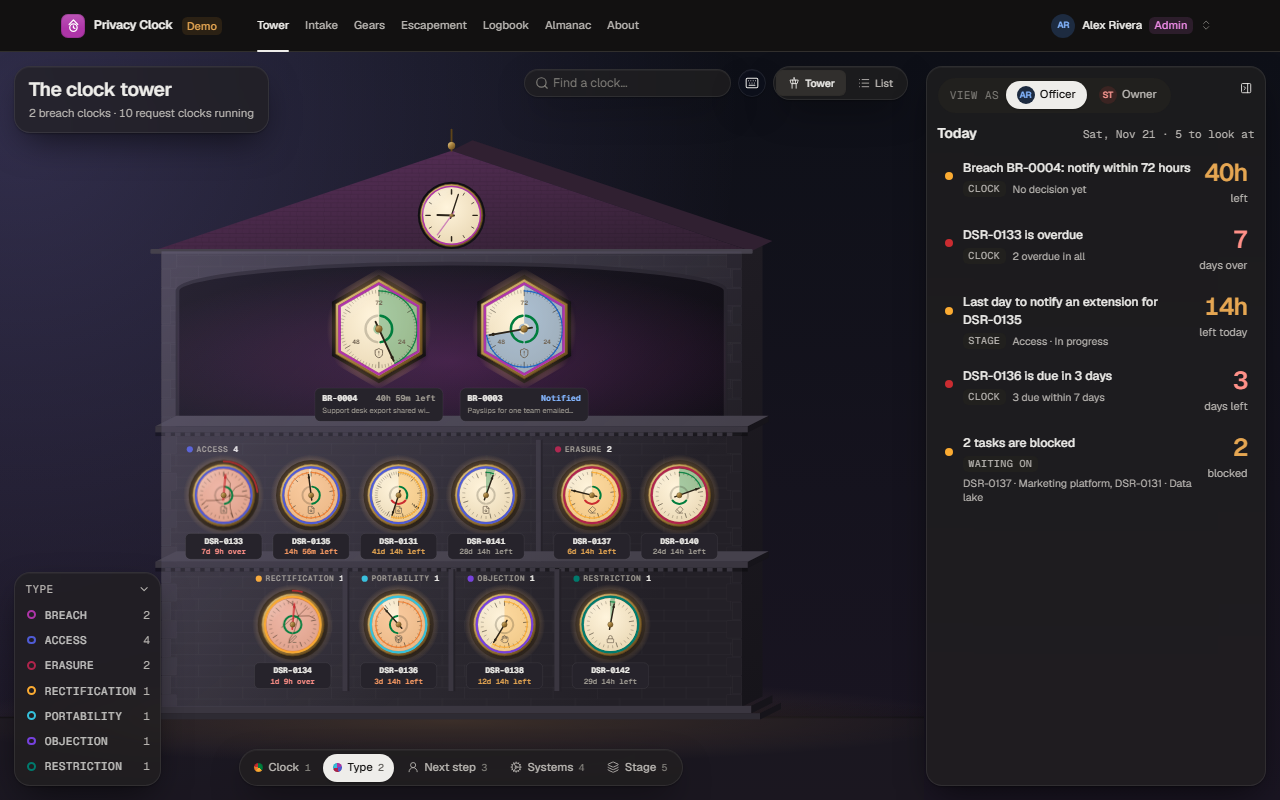 Privacy Clock Demo Tower Intake Gears Escapement Logbook Almanac About AR Alex Rivera Admin
The clock tower
2 breach clocks · 10 request clocks running
Find a clock…
Tower List
VIEW AS AR Officer ST Owner
Today Sat, Nov 21 · 5 to look at
Breach BR-0004: notify within 72 hours 40h
CLOCK No decision yet left
DSR-0133 is overdue 7
CLOCK 2 overdue in all days over
Last day to notify an extension for DSR-0135 14h
STAGE Access · In progress left today
DSR-0136 is due in 3 days 3
CLOCK 3 due within 7 days days left
2 tasks are blocked 2
WAITING ON blocked
DSR-0137 · Marketing platform, DSR-0131 · Data
lake
72 24 48
72 24 48
BR-0004 40h 59m left
Support desk export shared wi…
BR-0003 Notified
Payslips for one team emailed…
ACCESS 4
ERASURE 2
DSR-0133
7d 9h over
DSR-0135
14h 56m left
DSR-0131
41d 14h left
DSR-0141
28d 14h left
DSR-0137
6d 14h left
DSR-0140
24d 14h left
RECTIFICATION 1
PORTABILITY 1
OBJECTION 1
RESTRICTION 1
DSR-0134
1d 9h over
DSR-0136
3d 14h left
DSR-0138
12d 14h left
DSR-0142
29d 14h left
TYPE
BREACH 2
ACCESS 4
ERASURE 2
RECTIFICATION 1
PORTABILITY 1
OBJECTION 1
RESTRICTION 1
Clock 1 Type 2 Next step 3 Systems 4 Stage 5